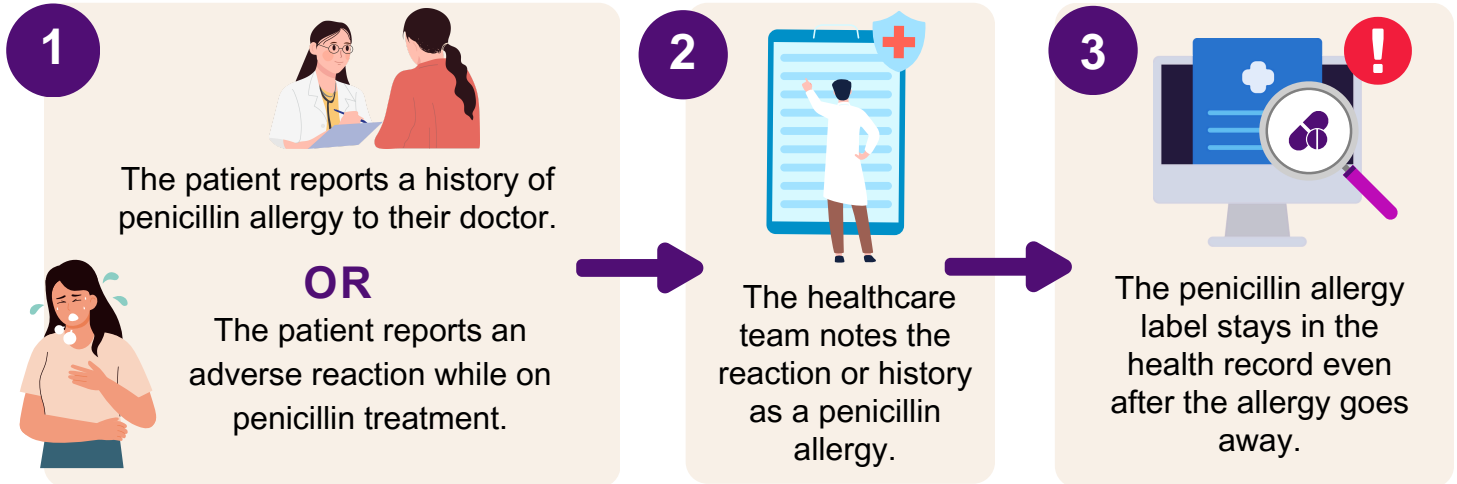 1
The patient reports a history of
penicillin allergy to their doctor.
OR
The patient reports an
adverse reaction while on
penicillin treatment.
2
The healthcare
team notes the
reaction or history
as a penicillin
allergy.
3
!
The penicillin allergy
label stays in the
health record even
after the allergy goes
away.